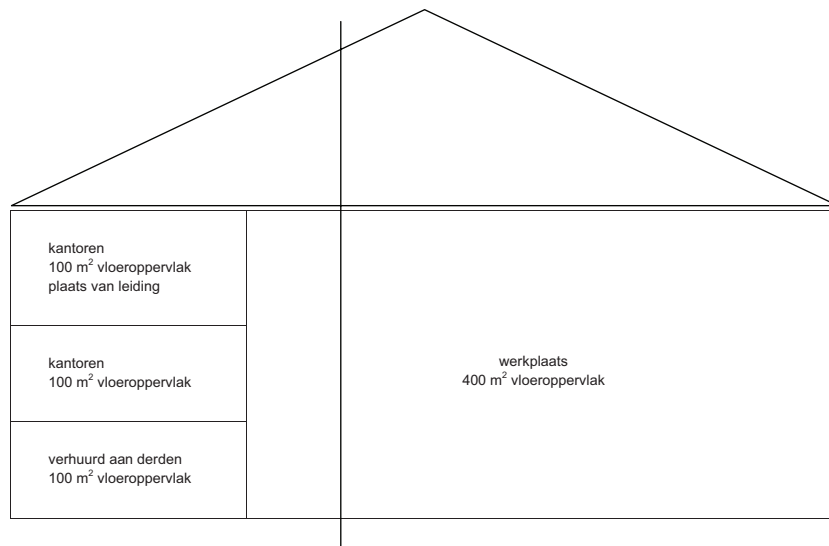 kantoren
100 m² vloeroppervlak
plaats van leiding
kantoren
100 m² vloeroppervlak
werkplaats
400 m² vloeroppervlak
verhuurd aan derden
100 m² vloeroppervlak